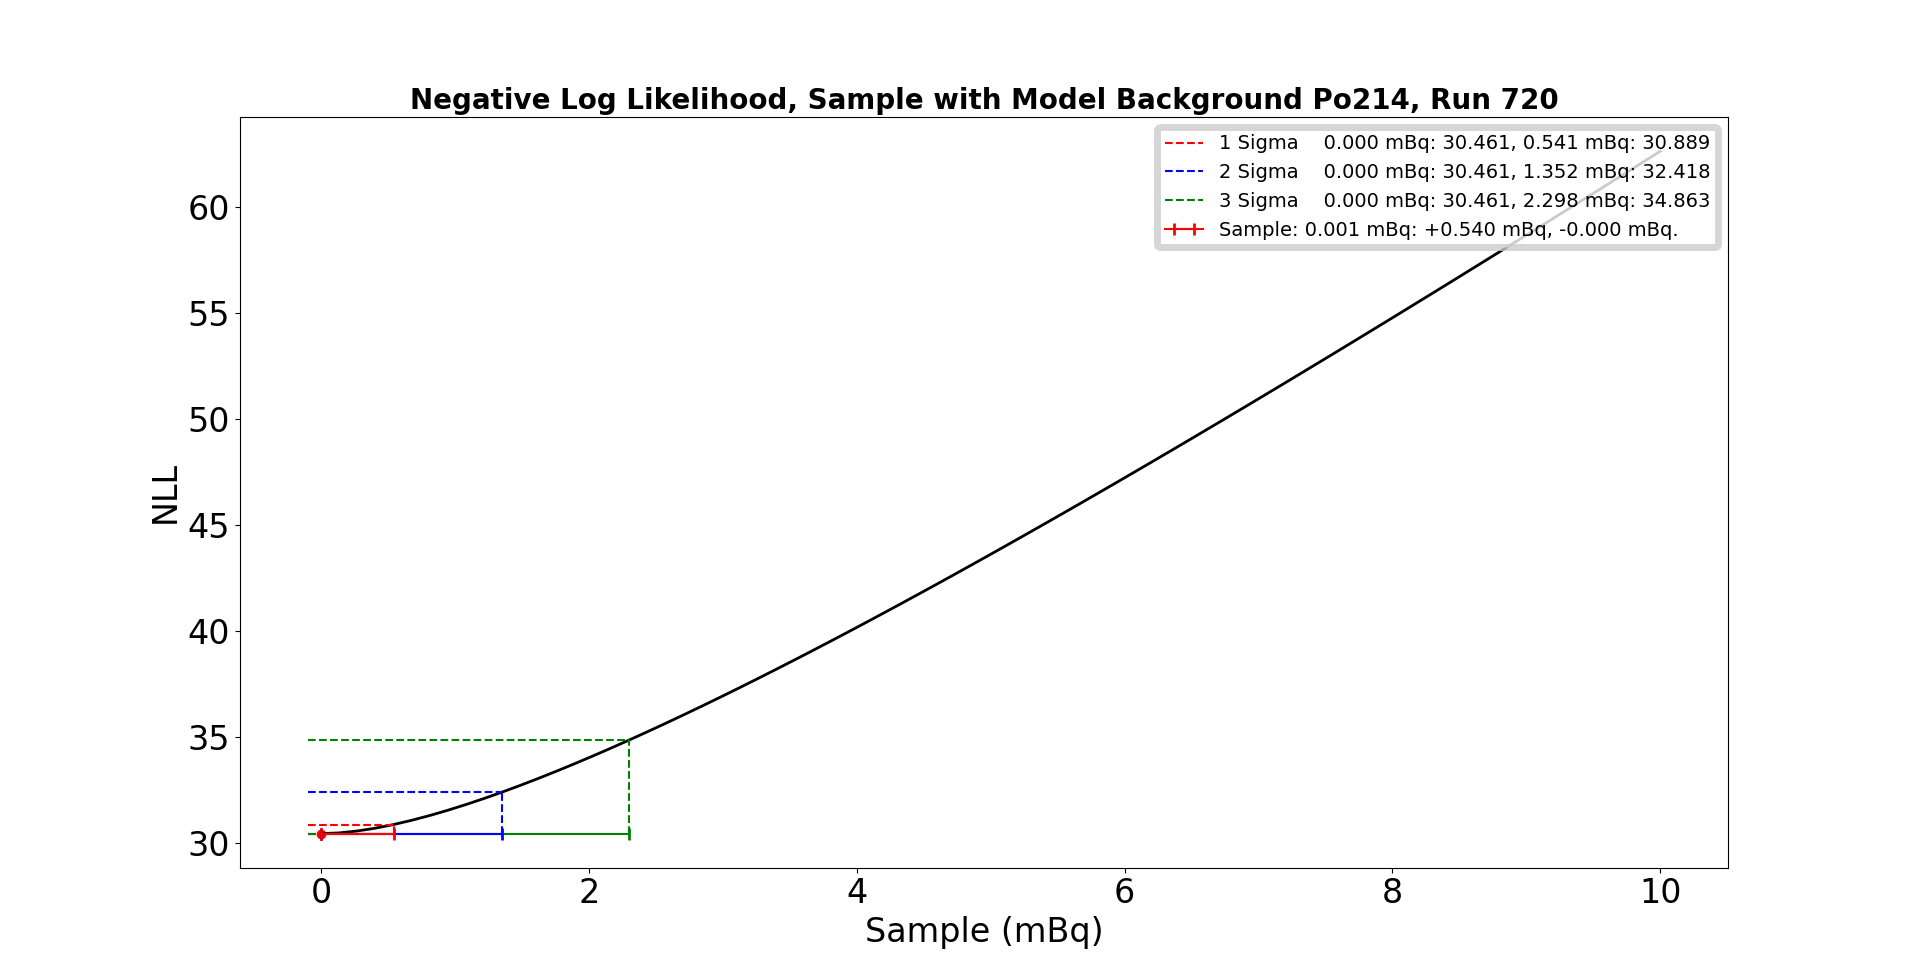 Negative Log Likelihood, Sample with Model Background Po214, Run 720
1 Sigma    0.000 mBq: 30.461, 0.541 mBq: 30.889
2 Sigma    0.000 mBq: 30.461, 1.352 mBq: 32.418
3 Sigma    0.000 mBq: 30.461, 2.298 mBq: 34.863
Sample: 0.001 mBq: +0.540 mBq, -0.000 mBq.
NLL
60
55
50
45
40
35
30
0 2 4 6 8 10
Sample (mBq)